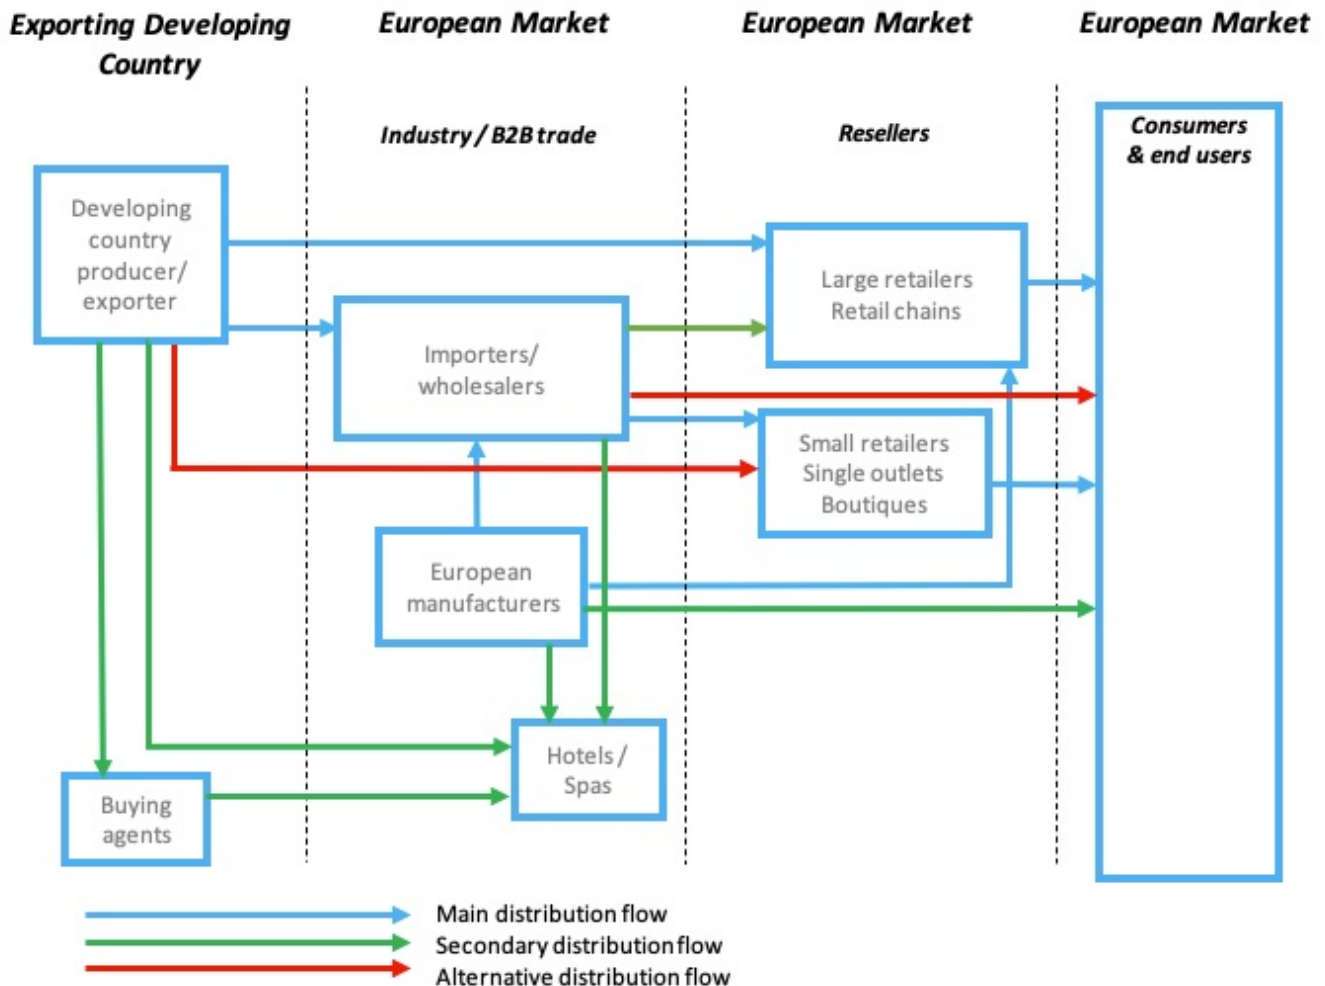 Exporting Developing
Country
European Market
European Market
European Market
Industry / B2B trade
Resellers
Consumers
& end users
Developing
country
producer/
exporter
Large retailers
Retail chains
Importers/
wholesalers
Small retailers
Single outlets
Boutiques
European
manufacturers
Hotels /
Spas
Buying
agents
Main distribution flow
Secondary distribution flow
Alternative distribution flow